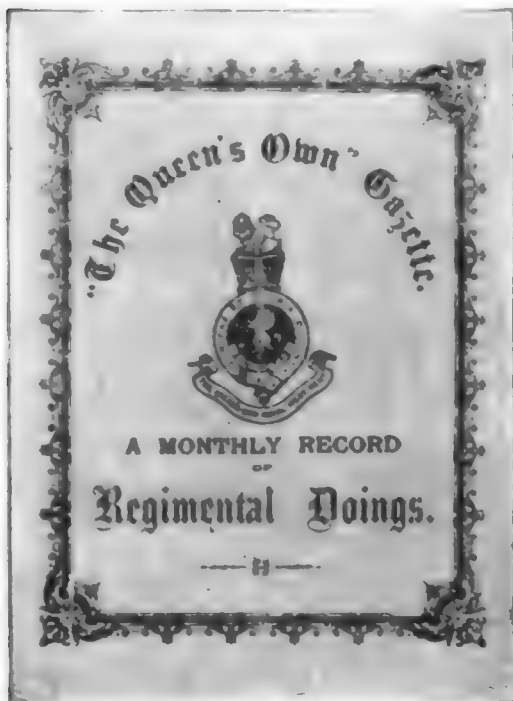 "The Queen's Own" Gazette.
A MONTHLY RECORD
OF
Regimental Doings.